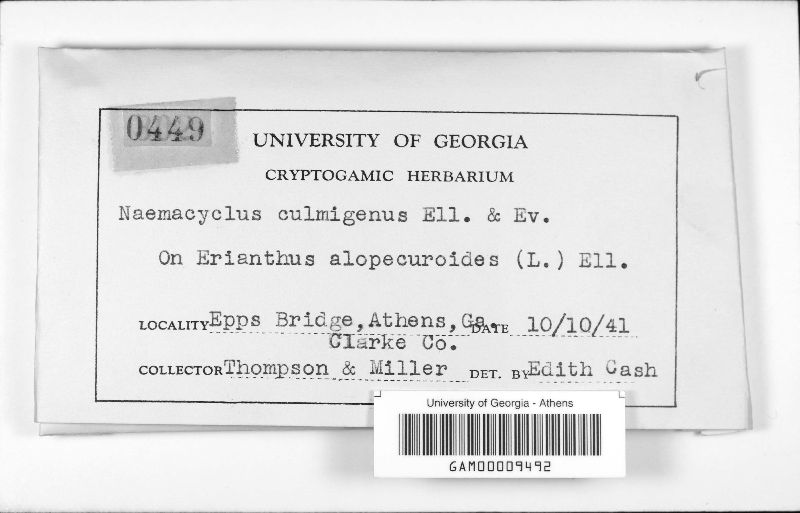 0449
UNIVERSITY OF GEORGIA
CRYPTOGAMIC HERBARIUM
Naemacyclus culmigenus Ell. & Ev.
On Erianthus alopecuroides (L.) Ell.
LOCALITY Epps Bridge, Athens, Ga. DATE 10/10/41
Clarke Co.
COLLECTOR Thompson & Miller DET. BY Edith Cash
University of Georgia - Athens
GAM00009492